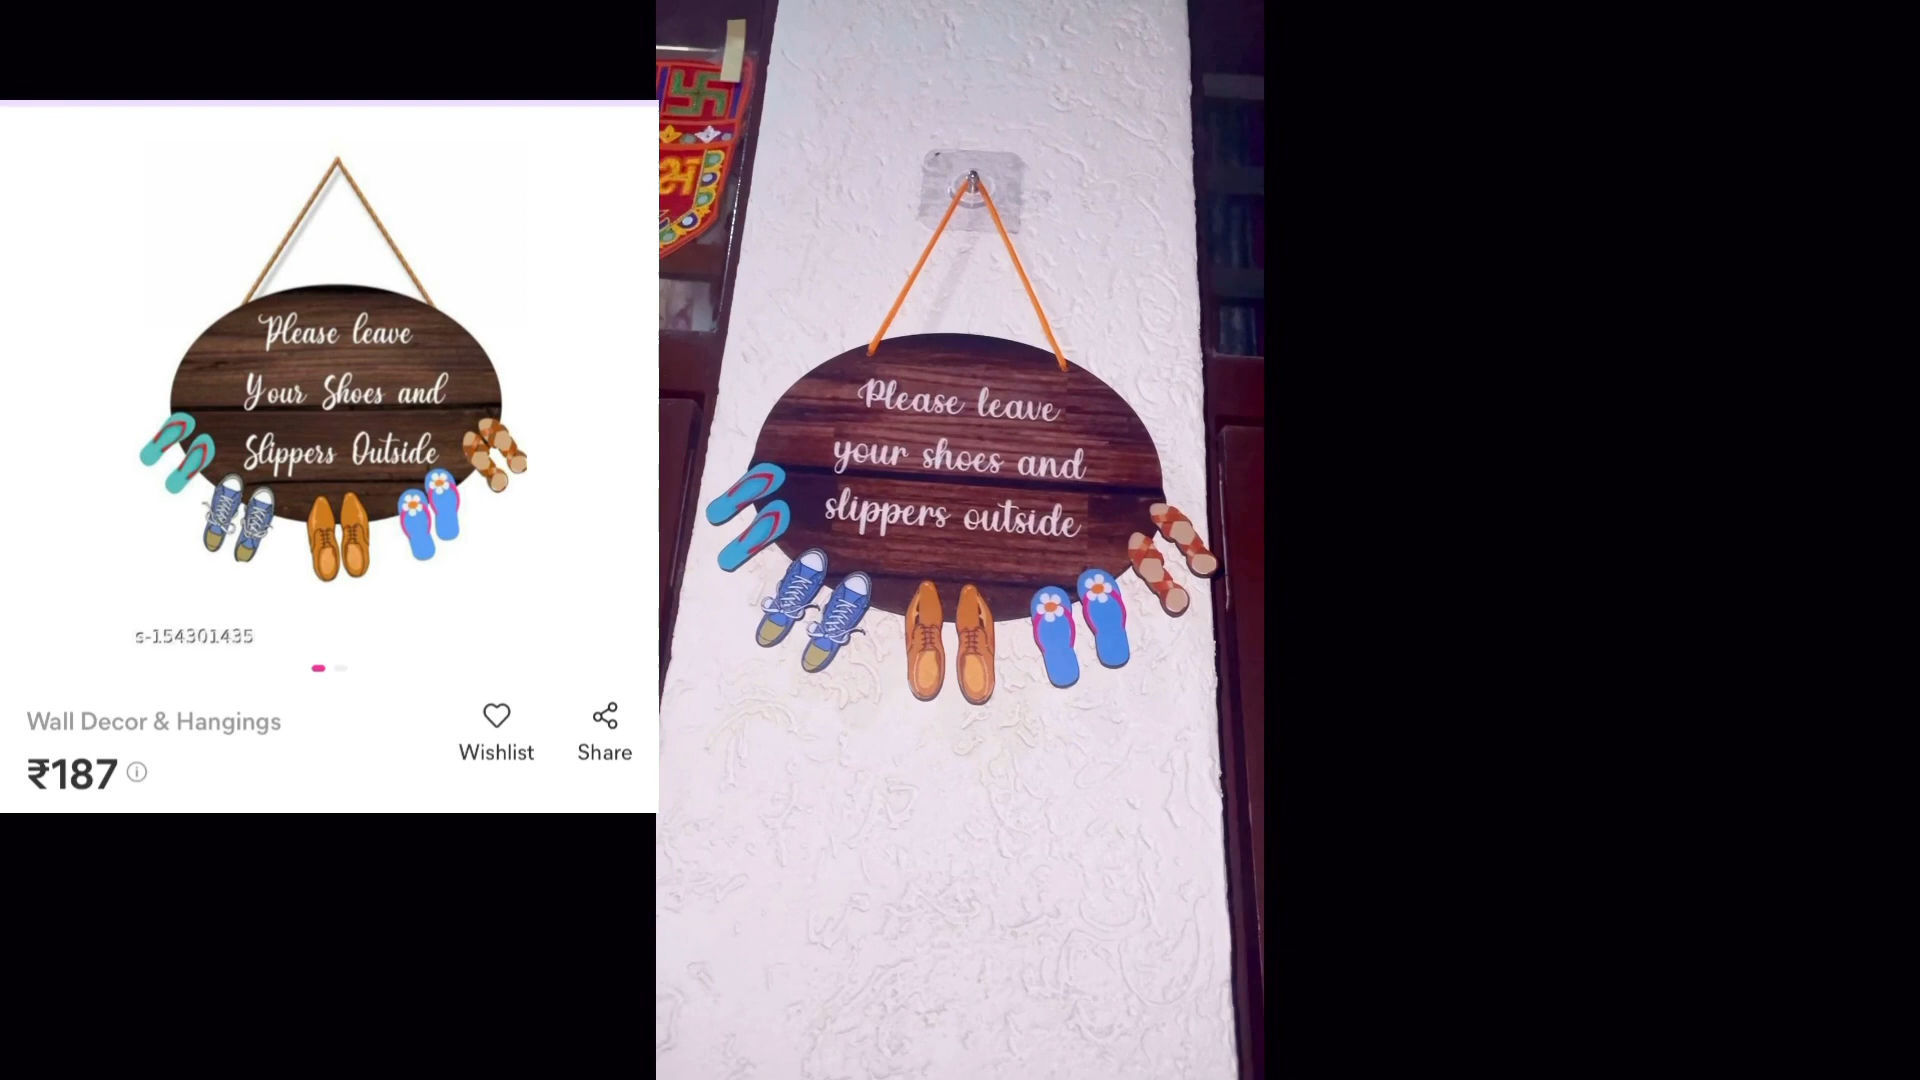 Please leave
Your Shoes and
Slippers Outside
s-154301435
Wall Decor & Hangings
Wishlist
Share
₹187
Please leave
your shoes and
slippers outside